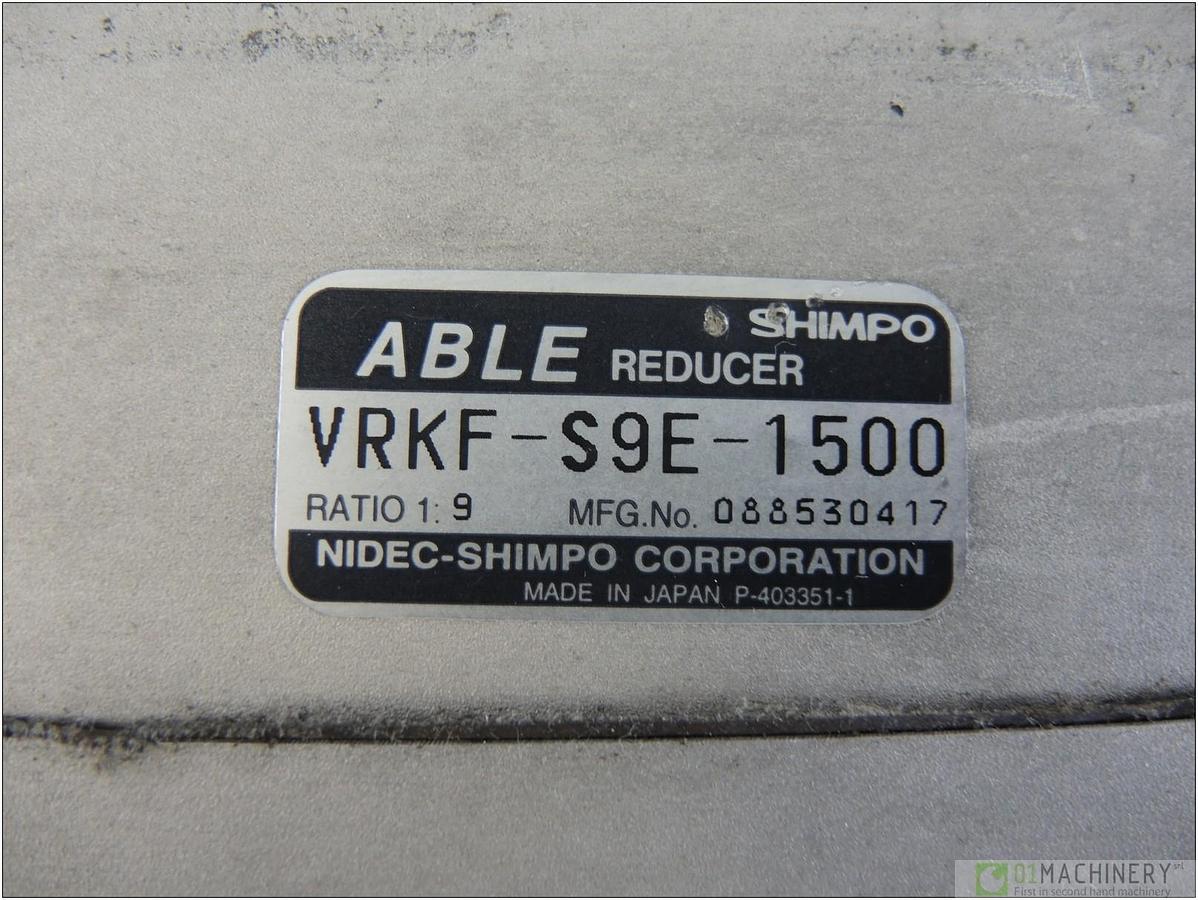 SHIMPO
ABLE REDUCER
VRKF-S9E-1500
RATIO 1: 9 MFG.No. 088530417
NIDEC-SHIMPO CORPORATION
MADE IN JAPAN P-403351-1
01MACHINERY srl
First in second hand machinery